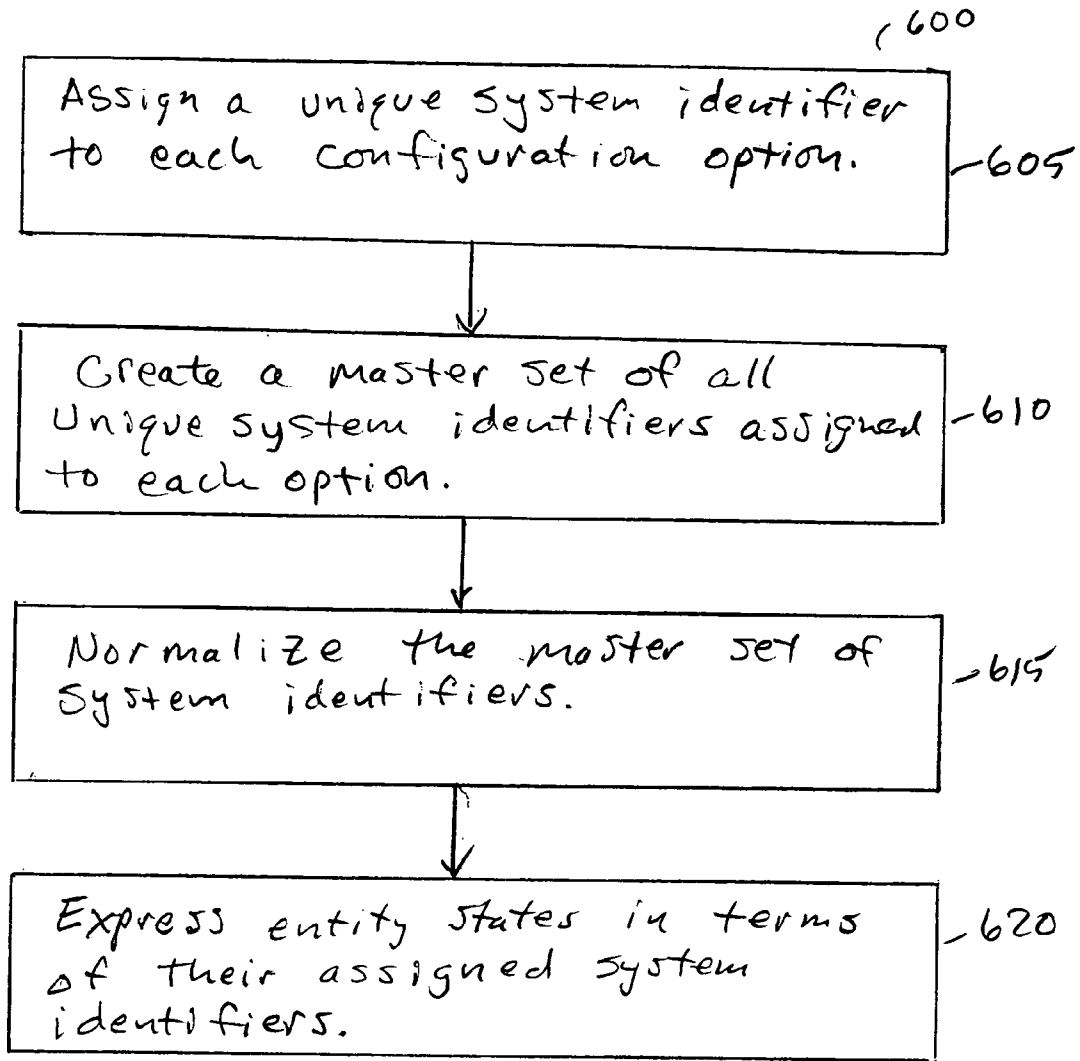 600
Assign a unique system identifier
to each configuration option.
605
Create a master set of all
Unique system identifiers assigned
to each option.
610
Normalize the master set of
system identifiers.
615
Express entity states in terms
of their assigned system
identifiers.
620